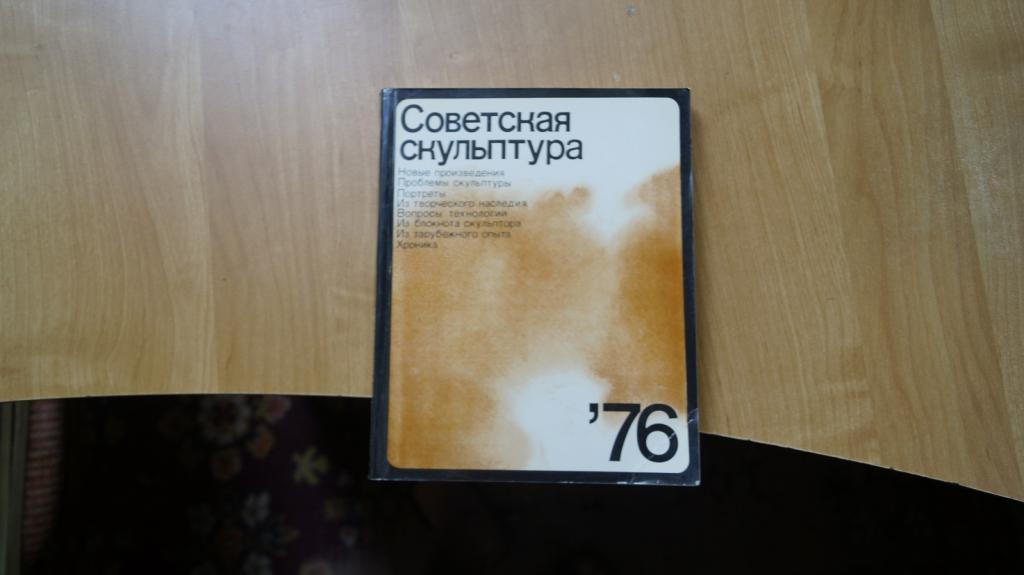 Советская
скульптура
Новые произведения
Проблемы скульптуры
Портреты
Из творческого наследия
Вопросы технологии
Из блокнота скульптора
Из зарубежного опыта
Хроника
'76